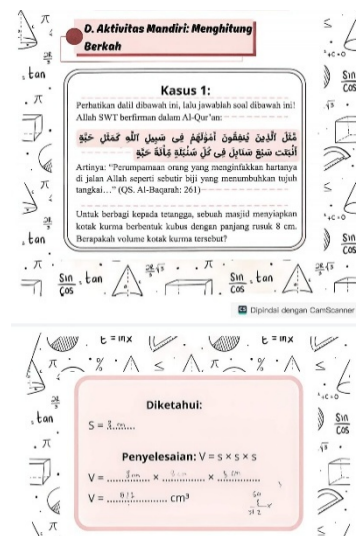 D. Aktivitas Mandiri: Menghitung
Berkah
Kasus 1:
Perhatikan dalil dibawah ini, lalu jawablah soal dibawah ini!
Allah SWT berfirman dalam Al-Qur'an:
مَثَلُ الَّذِينَ يُنفِقُونَ أَمْوَالَهُمْ فِي سَبِيلِ اللَّهِ كَمَثَلِ حَبَّةٍ
أَنۢبَتَتْ سَبْعَ سَنَابِلَ فِي كُلِّ سُنۢبُلَةٍ مِّائَةُ حَبَّةٍ
Artinya: "Perumpamaan orang yang menginfakkan hartanya
di jalan Allah seperti sebutir biji yang menumbuhkan tujuh
tangkai…" (QS. Al-Baqarah: 261)
Untuk berbagi kepada tetangga, sebuah masjid menyiapkan
kotak kurma berbentuk kubus dengan panjang rusuk 8 cm.
Berapakah volume kotak kurma tersebut?
Dipindai dengan CamScanner
Diketahui:
S = 8 cm
Penyelesaian: V = s × s × s
V = 8 cm × 8 cm × 8 cm
V = 512 cm³